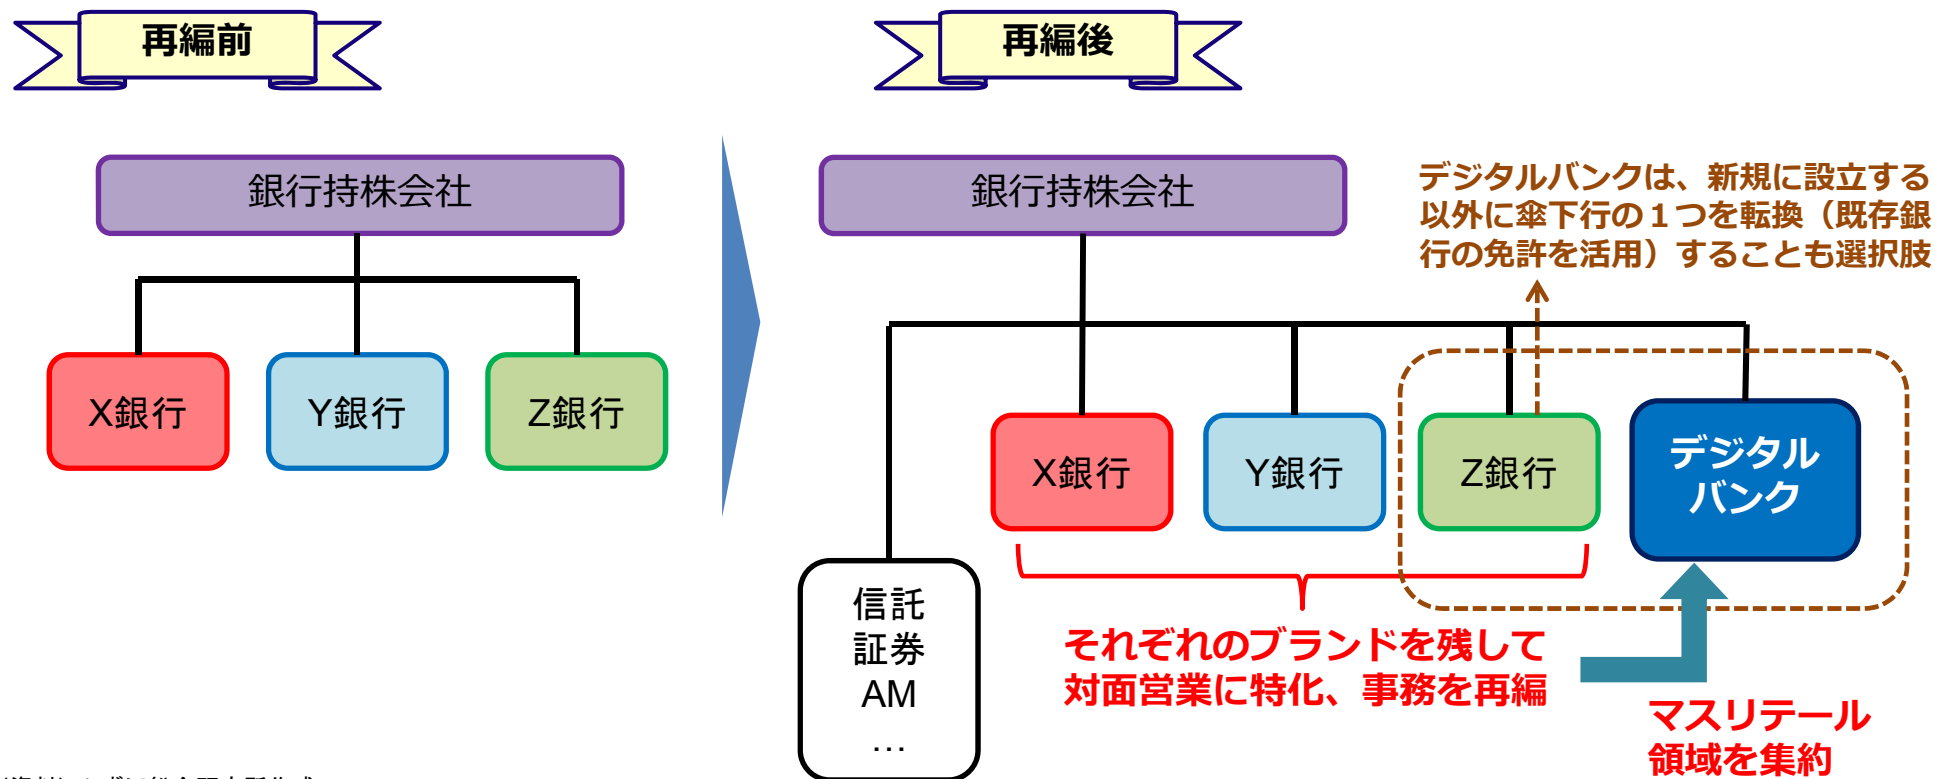 再編前
再編後
銀行持株会社
X銀行
Y銀行
Z銀行
銀行持株会社
デジタルバンクは、新規に設立する
以外に傘下行の1つを転換（既存銀
行の免許を活用）することも選択肢
X銀行
Y銀行
Z銀行
デジタル
バンク
信託
証券
AM
…
それぞれのブランドを残して
対面営業に特化、事務を再編
マスリテール
領域を集約